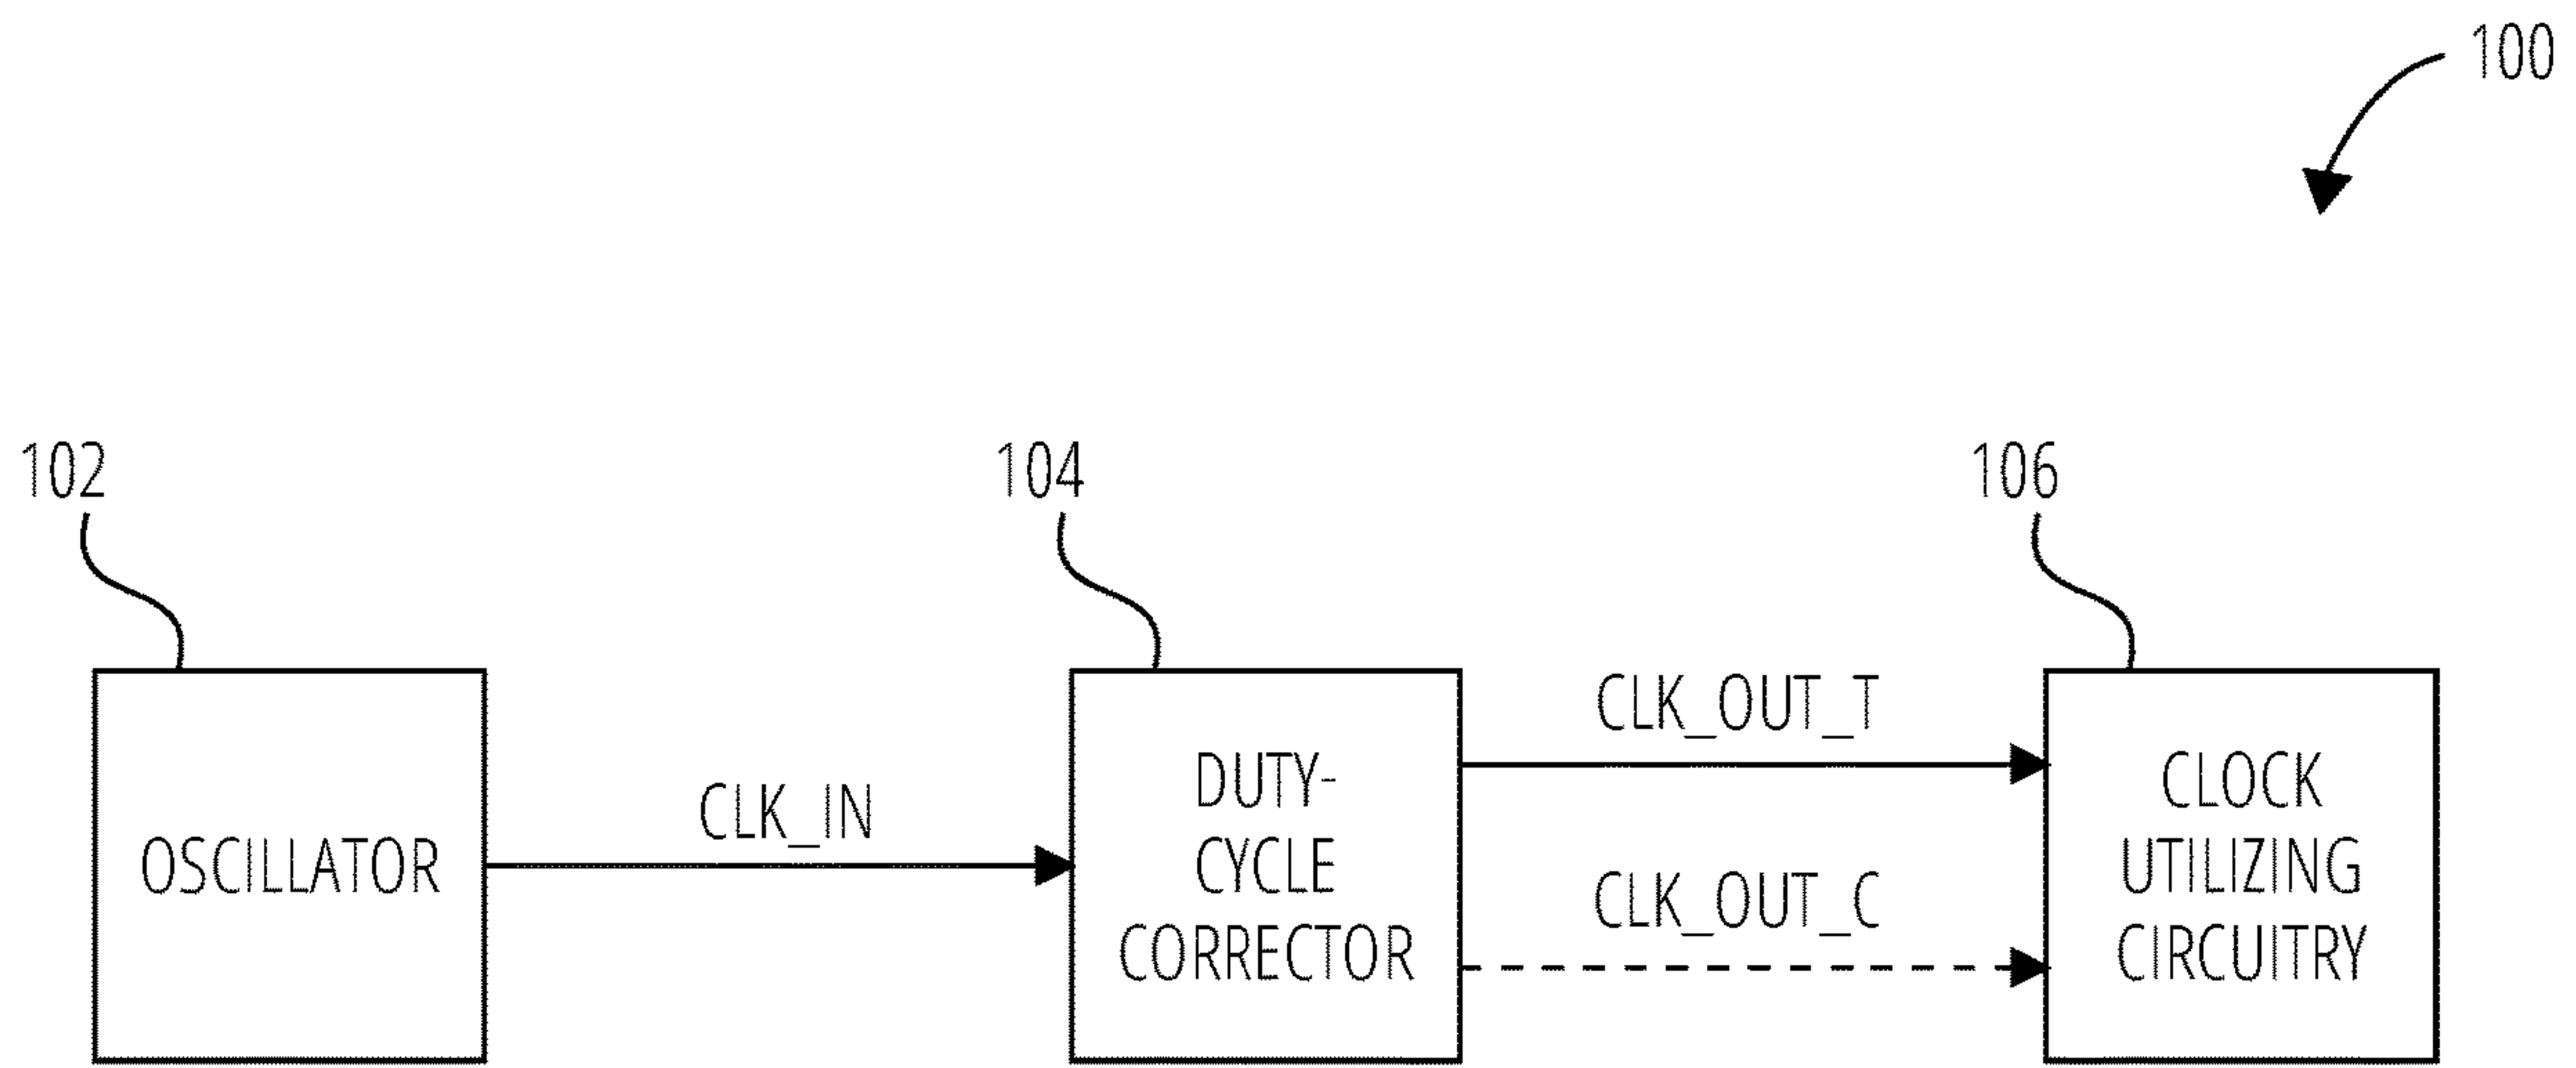 100
102
104
106
OSCILLATOR
CLK_IN
DUTY-
CYCLE
CORRECTOR
CLK_OUT_T
CLK_OUT_C
CLOCK
UTILIZING
CIRCUITRY